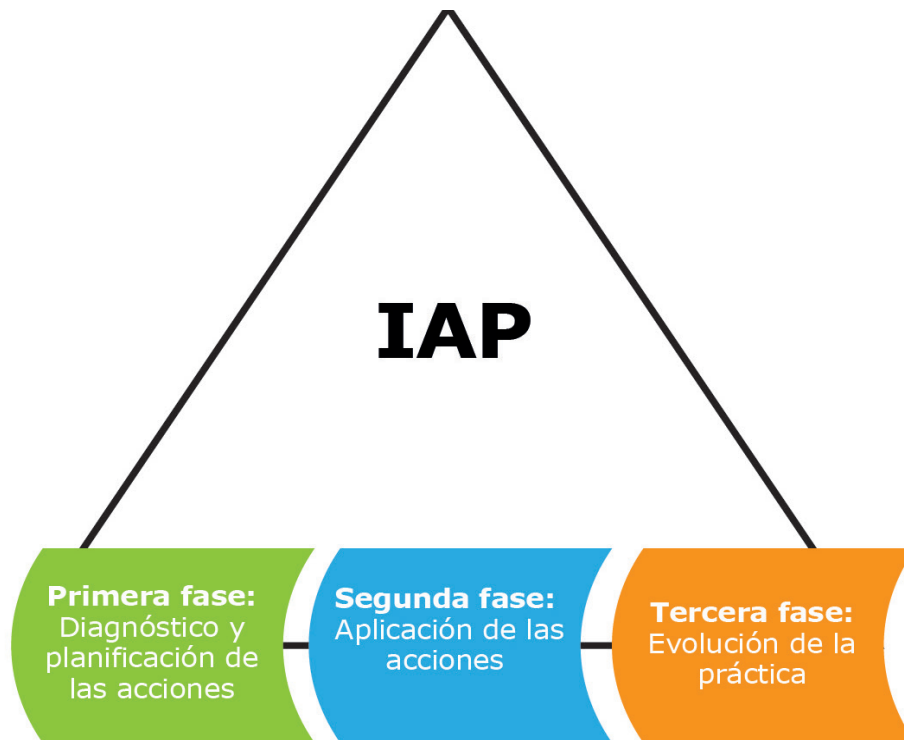 IAP
Primera fase:
Diagnóstico y
planificación de
las acciones
Segunda fase:
Aplicación de las
acciones
Tercera fase:
Evolución de la
práctica